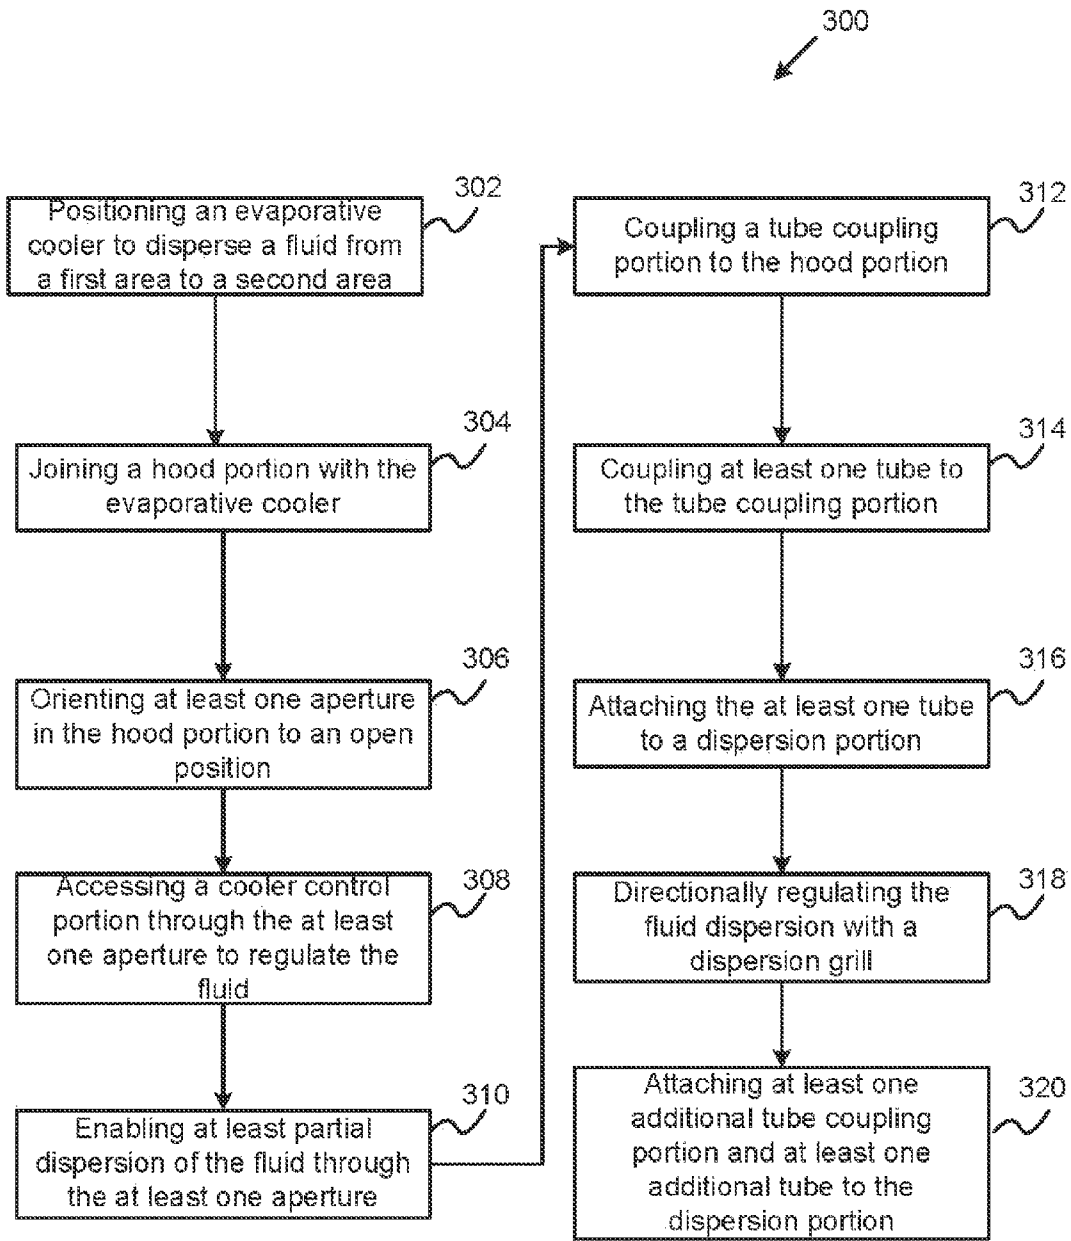 300
302
Positioning an evaporative
cooler to disperse a fluid from
a first area to a second area
304
Joining a hood portion with the
evaporative cooler
306
Orienting at least one aperture
in the hood portion to an open
position
308
Accessing a cooler control
portion through the at least
one aperture to regulate the
fluid
310
Enabling at least partial
dispersion of the fluid through
the at least one aperture
312
Coupling a tube coupling
portion to the hood portion
314
Coupling at least one tube to
the tube coupling portion
316
Attaching the at least one tube
to a dispersion portion
318
Directionally regulating the
fluid dispersion with a
dispersion grill
320
Attaching at least one
additional tube coupling
portion and at least one
additional tube to the
dispersion portion